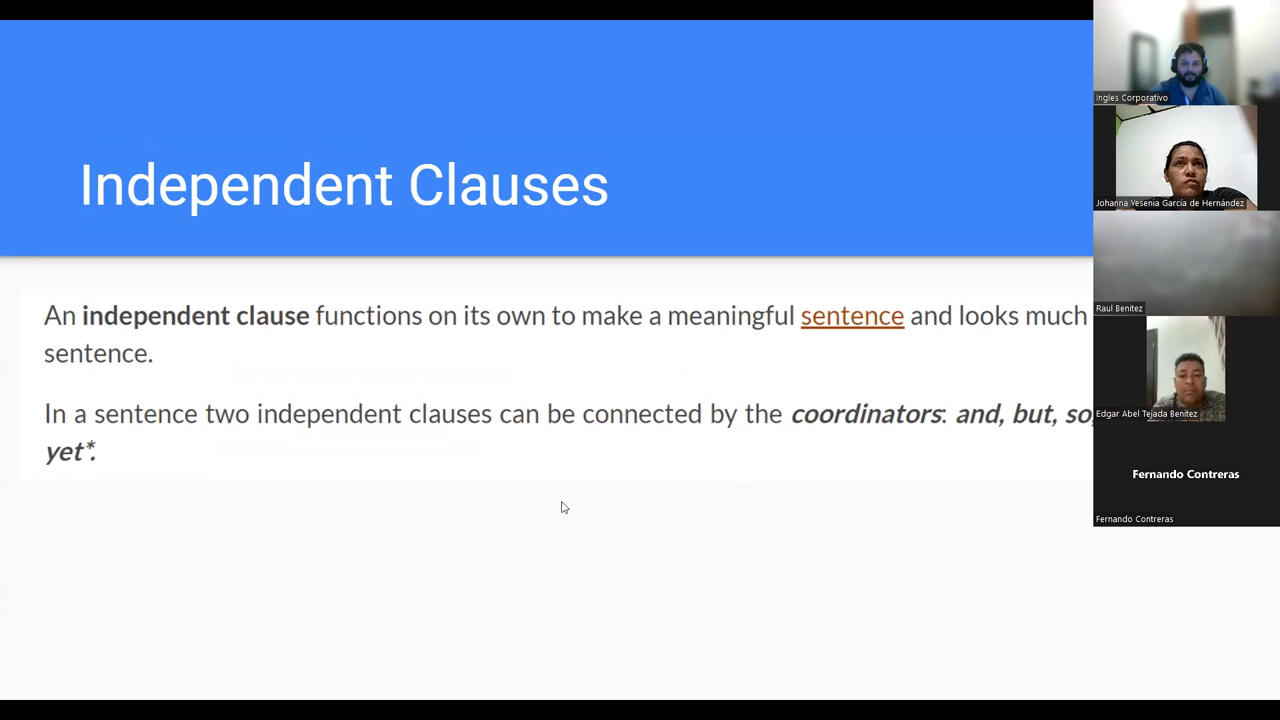 Independent Clauses
An independent clause functions on its own to make a meaningful sentence and looks much
sentence.
In a sentence two independent clauses can be connected by the coordinators: and, but, so,
yet*.
Ingles Corporativo
Johanna Yesenia García de Hernández
Raul Benitez
Edgar Abel Tejada Benitez
Fernando Contreras
Fernando Contreras